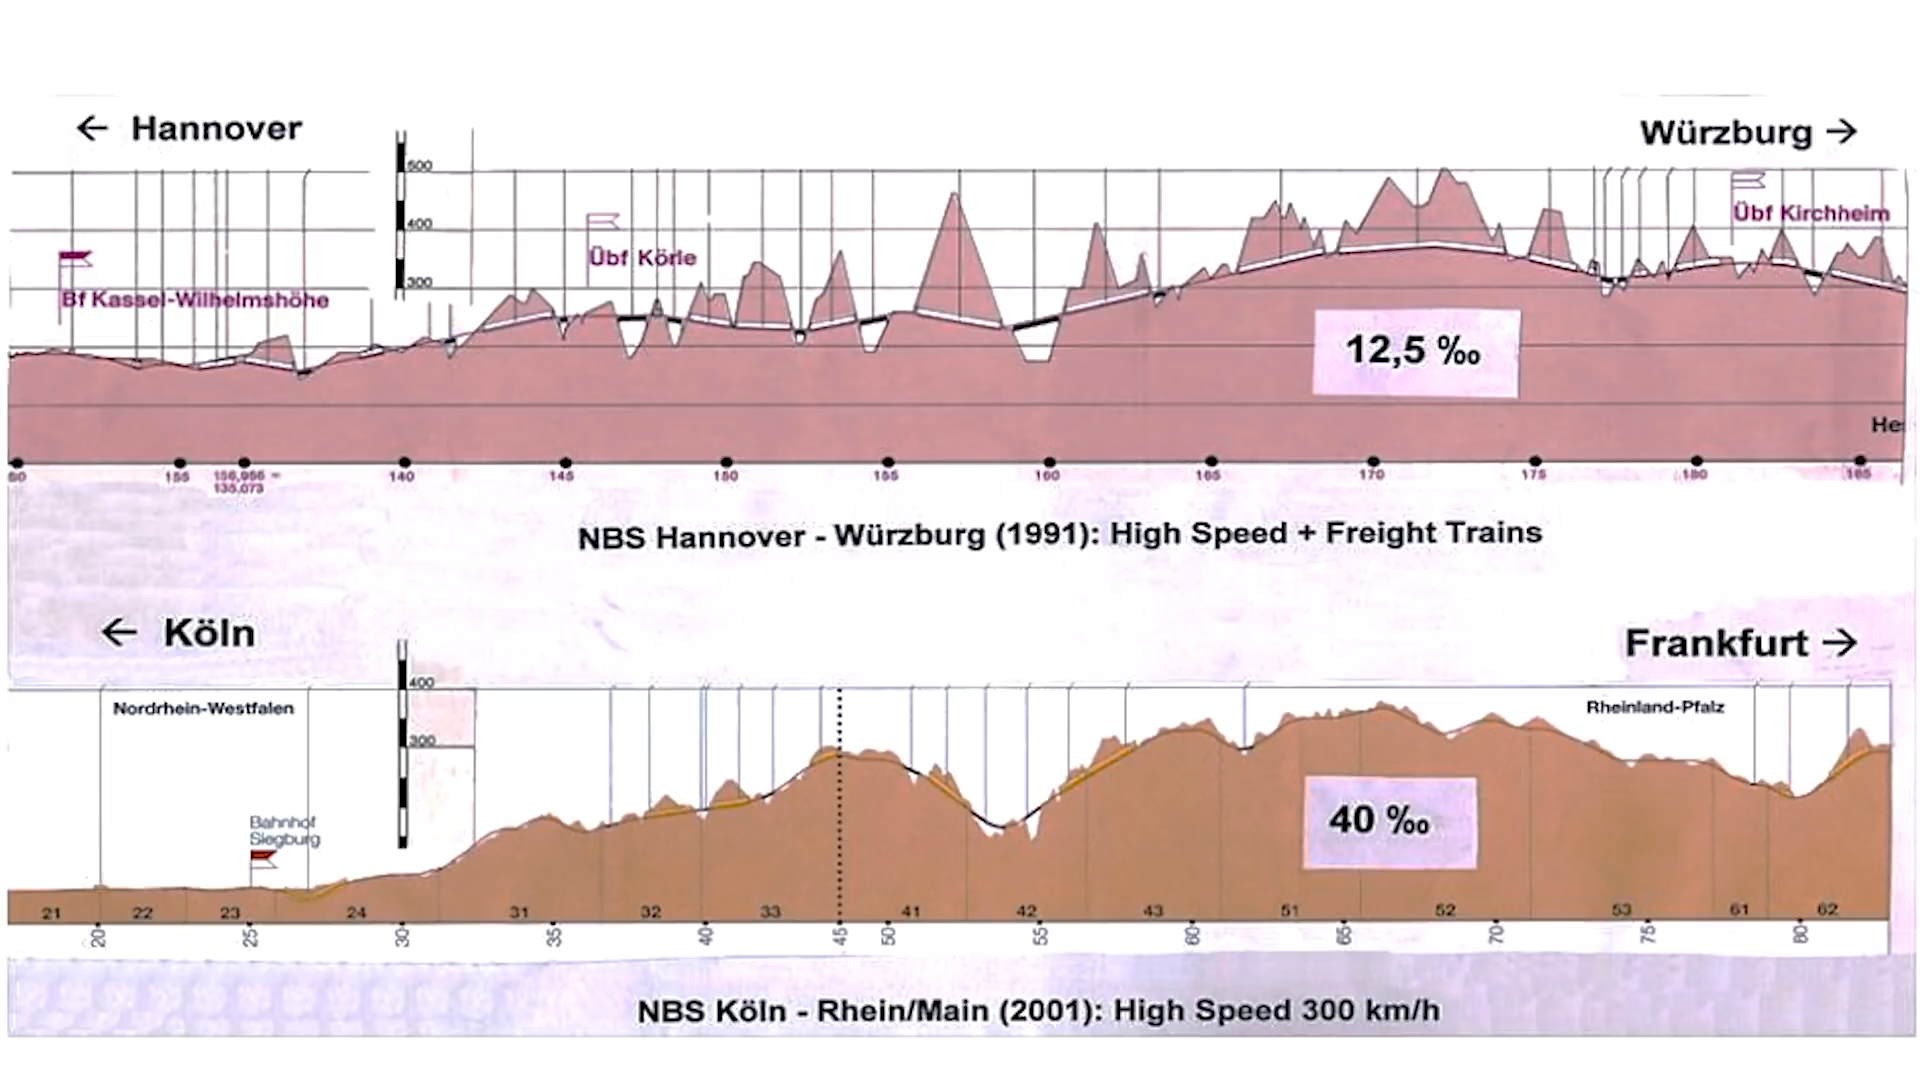 ← Hannover
Würzburg →
500
400
300
Bf Kassel-Wilhelmshöhe
Übf Körle
Übf Kirchheim
12,5 ‰
155
156,956 =
135,073
140
145
150
155
160
165
170
175
180
185
NBS Hannover - Würzburg (1991): High Speed + Freight Trains
← Köln
Frankfurt →
400
300
Nordrhein-Westfalen
Rheinland-Pfalz
Bahnhof
Siegburg
40 ‰
21 22 23 24 31 32 33 41 42 43 51 52 53 61 62
20 25 30 35 40 45 50 55 60 65 70 75 80
NBS Köln - Rhein/Main (2001): High Speed 300 km/h